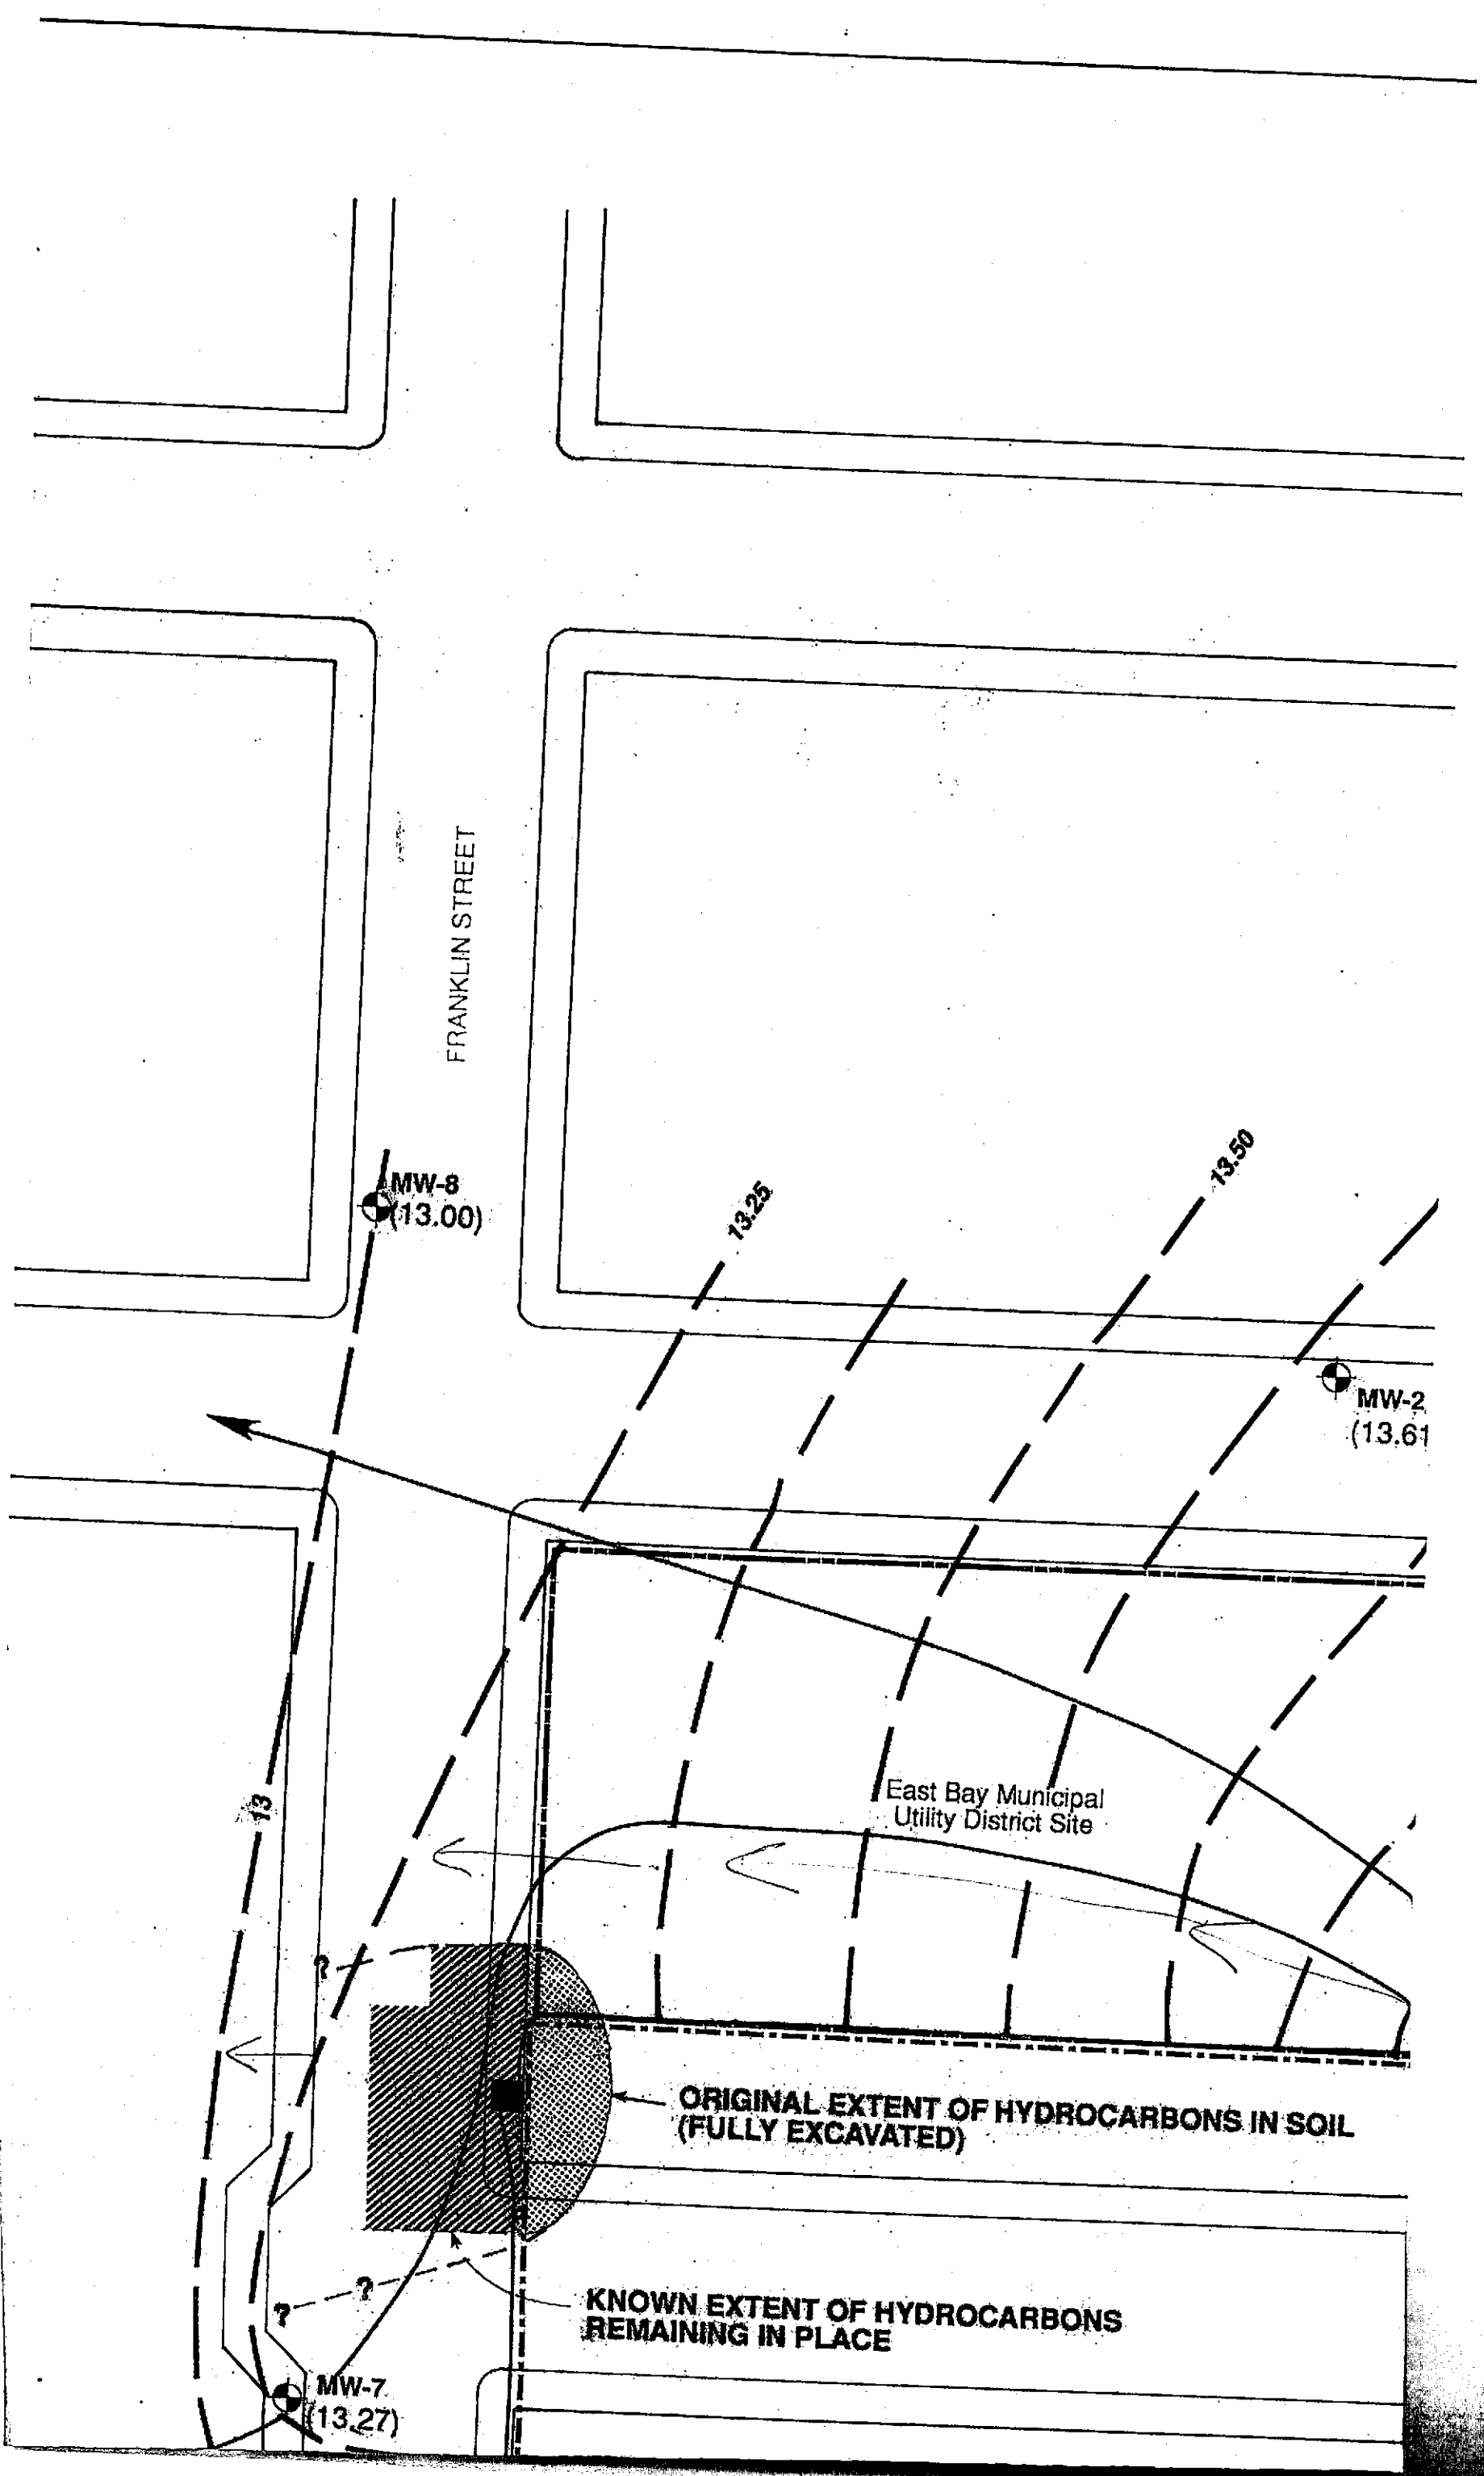 FRANKLIN STREET
MW-8
(13.00)
13.25
13.50
MW-2
(13.61
13
East Bay Municipal
Utility District Site
?
ORIGINAL EXTENT OF HYDROCARBONS IN SOIL
(FULLY EXCAVATED)
?
?
KNOWN EXTENT OF HYDROCARBONS
REMAINING IN PLACE
MW-7
(13.27)